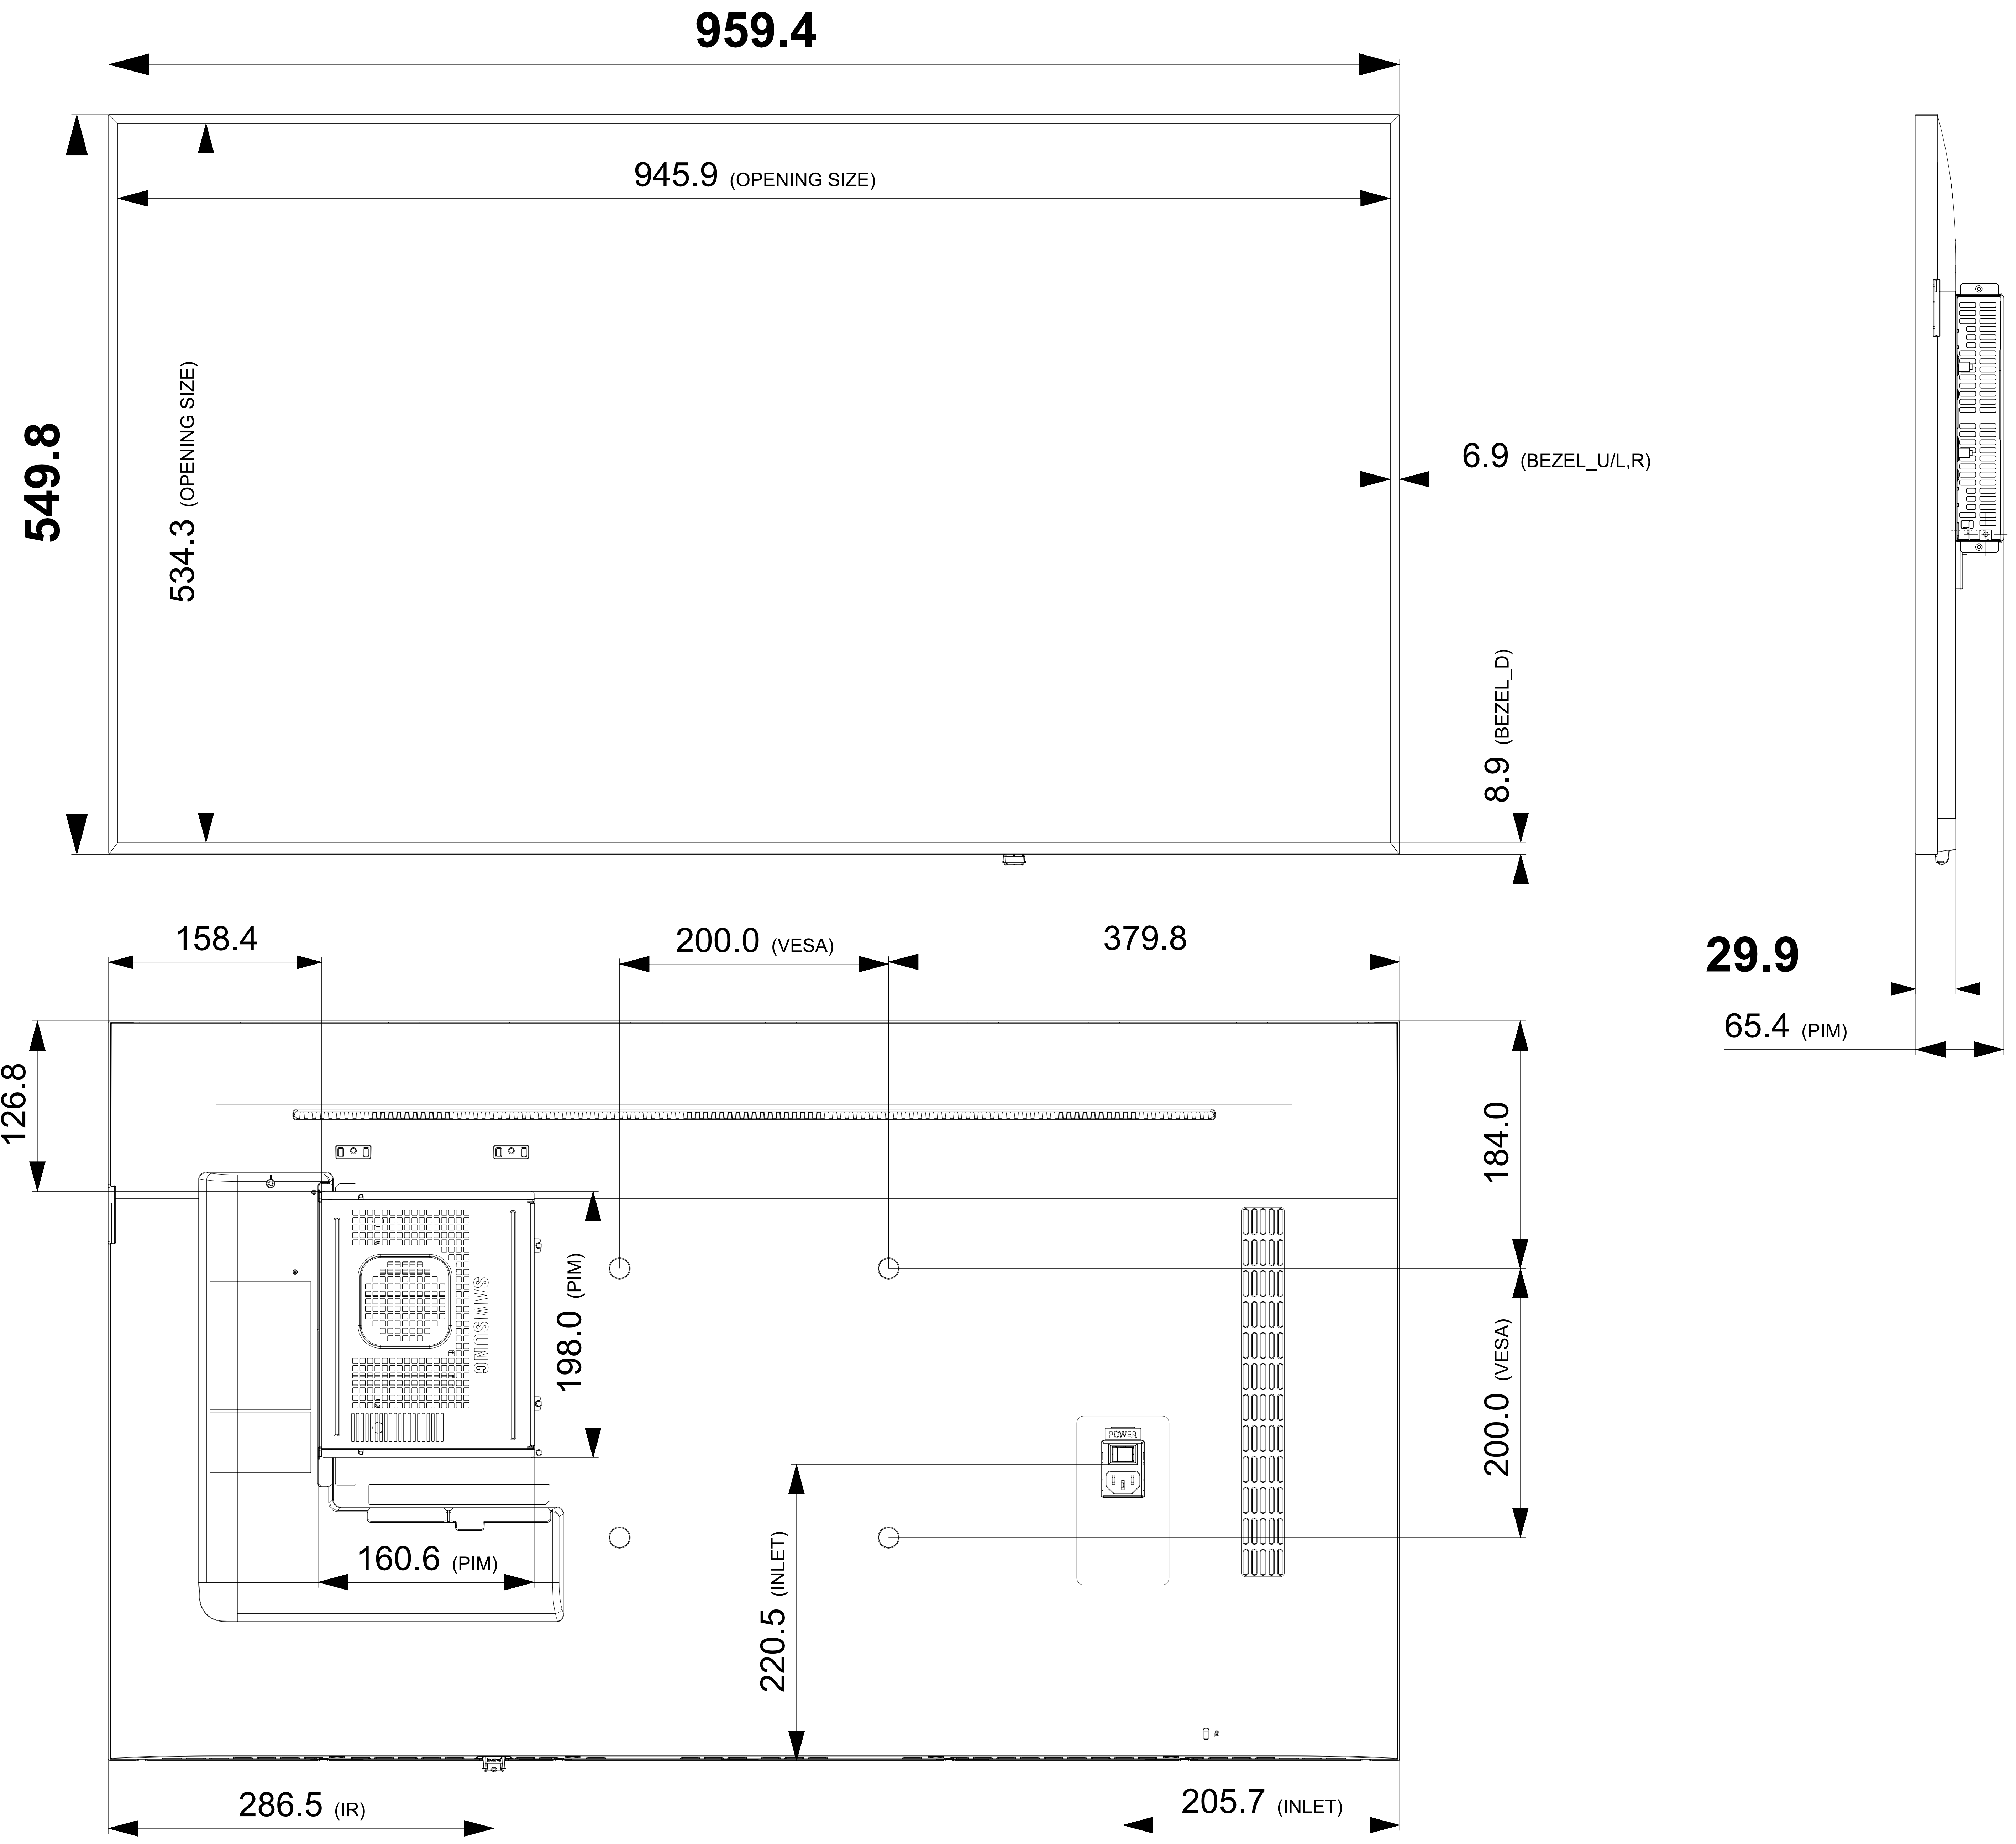 959.4
945.9 (OPENING SIZE)
534.3 (OPENING SIZE)
549.8
6.9 (BEZEL_U/L,R)
8.9 (BEZEL_D)
158.4
200.0 (VESA)
379.8
29.9
65.4 (PIM)
126.8
184.0
SAMSUNG
198.0 (PIM)
200.0 (VESA)
POWER
160.6 (PIM)
220.5 (INLET)
286.5 (IR)
205.7 (INLET)